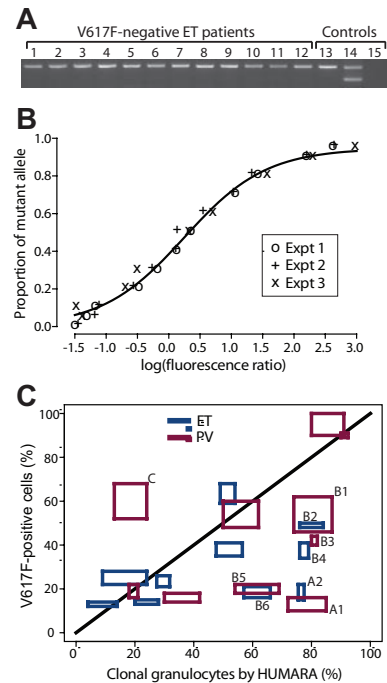 A
V617F-negative ET patients Controls
1 2 3 4 5 6 7 8 9 10 11 12 13 14 15
B
Proportion of mutant allele
1.0
0.8
0.6
0.4
0.2
0.0
o Expt 1
+ Expt 2
x Expt 3
-1.5 -1.0 -0.5 0.0 0.5 1.0 1.5 2.0 2.5 3.0
log(fluorescence ratio)
C
V617F-positive cells (%)
100
80
60
40
20
0
ET
PV
C
B1
B2
B3
B4
B5
B6
A2
A1
0 20 40 60 80 100
Clonal granulocytes by HUMARA (%)